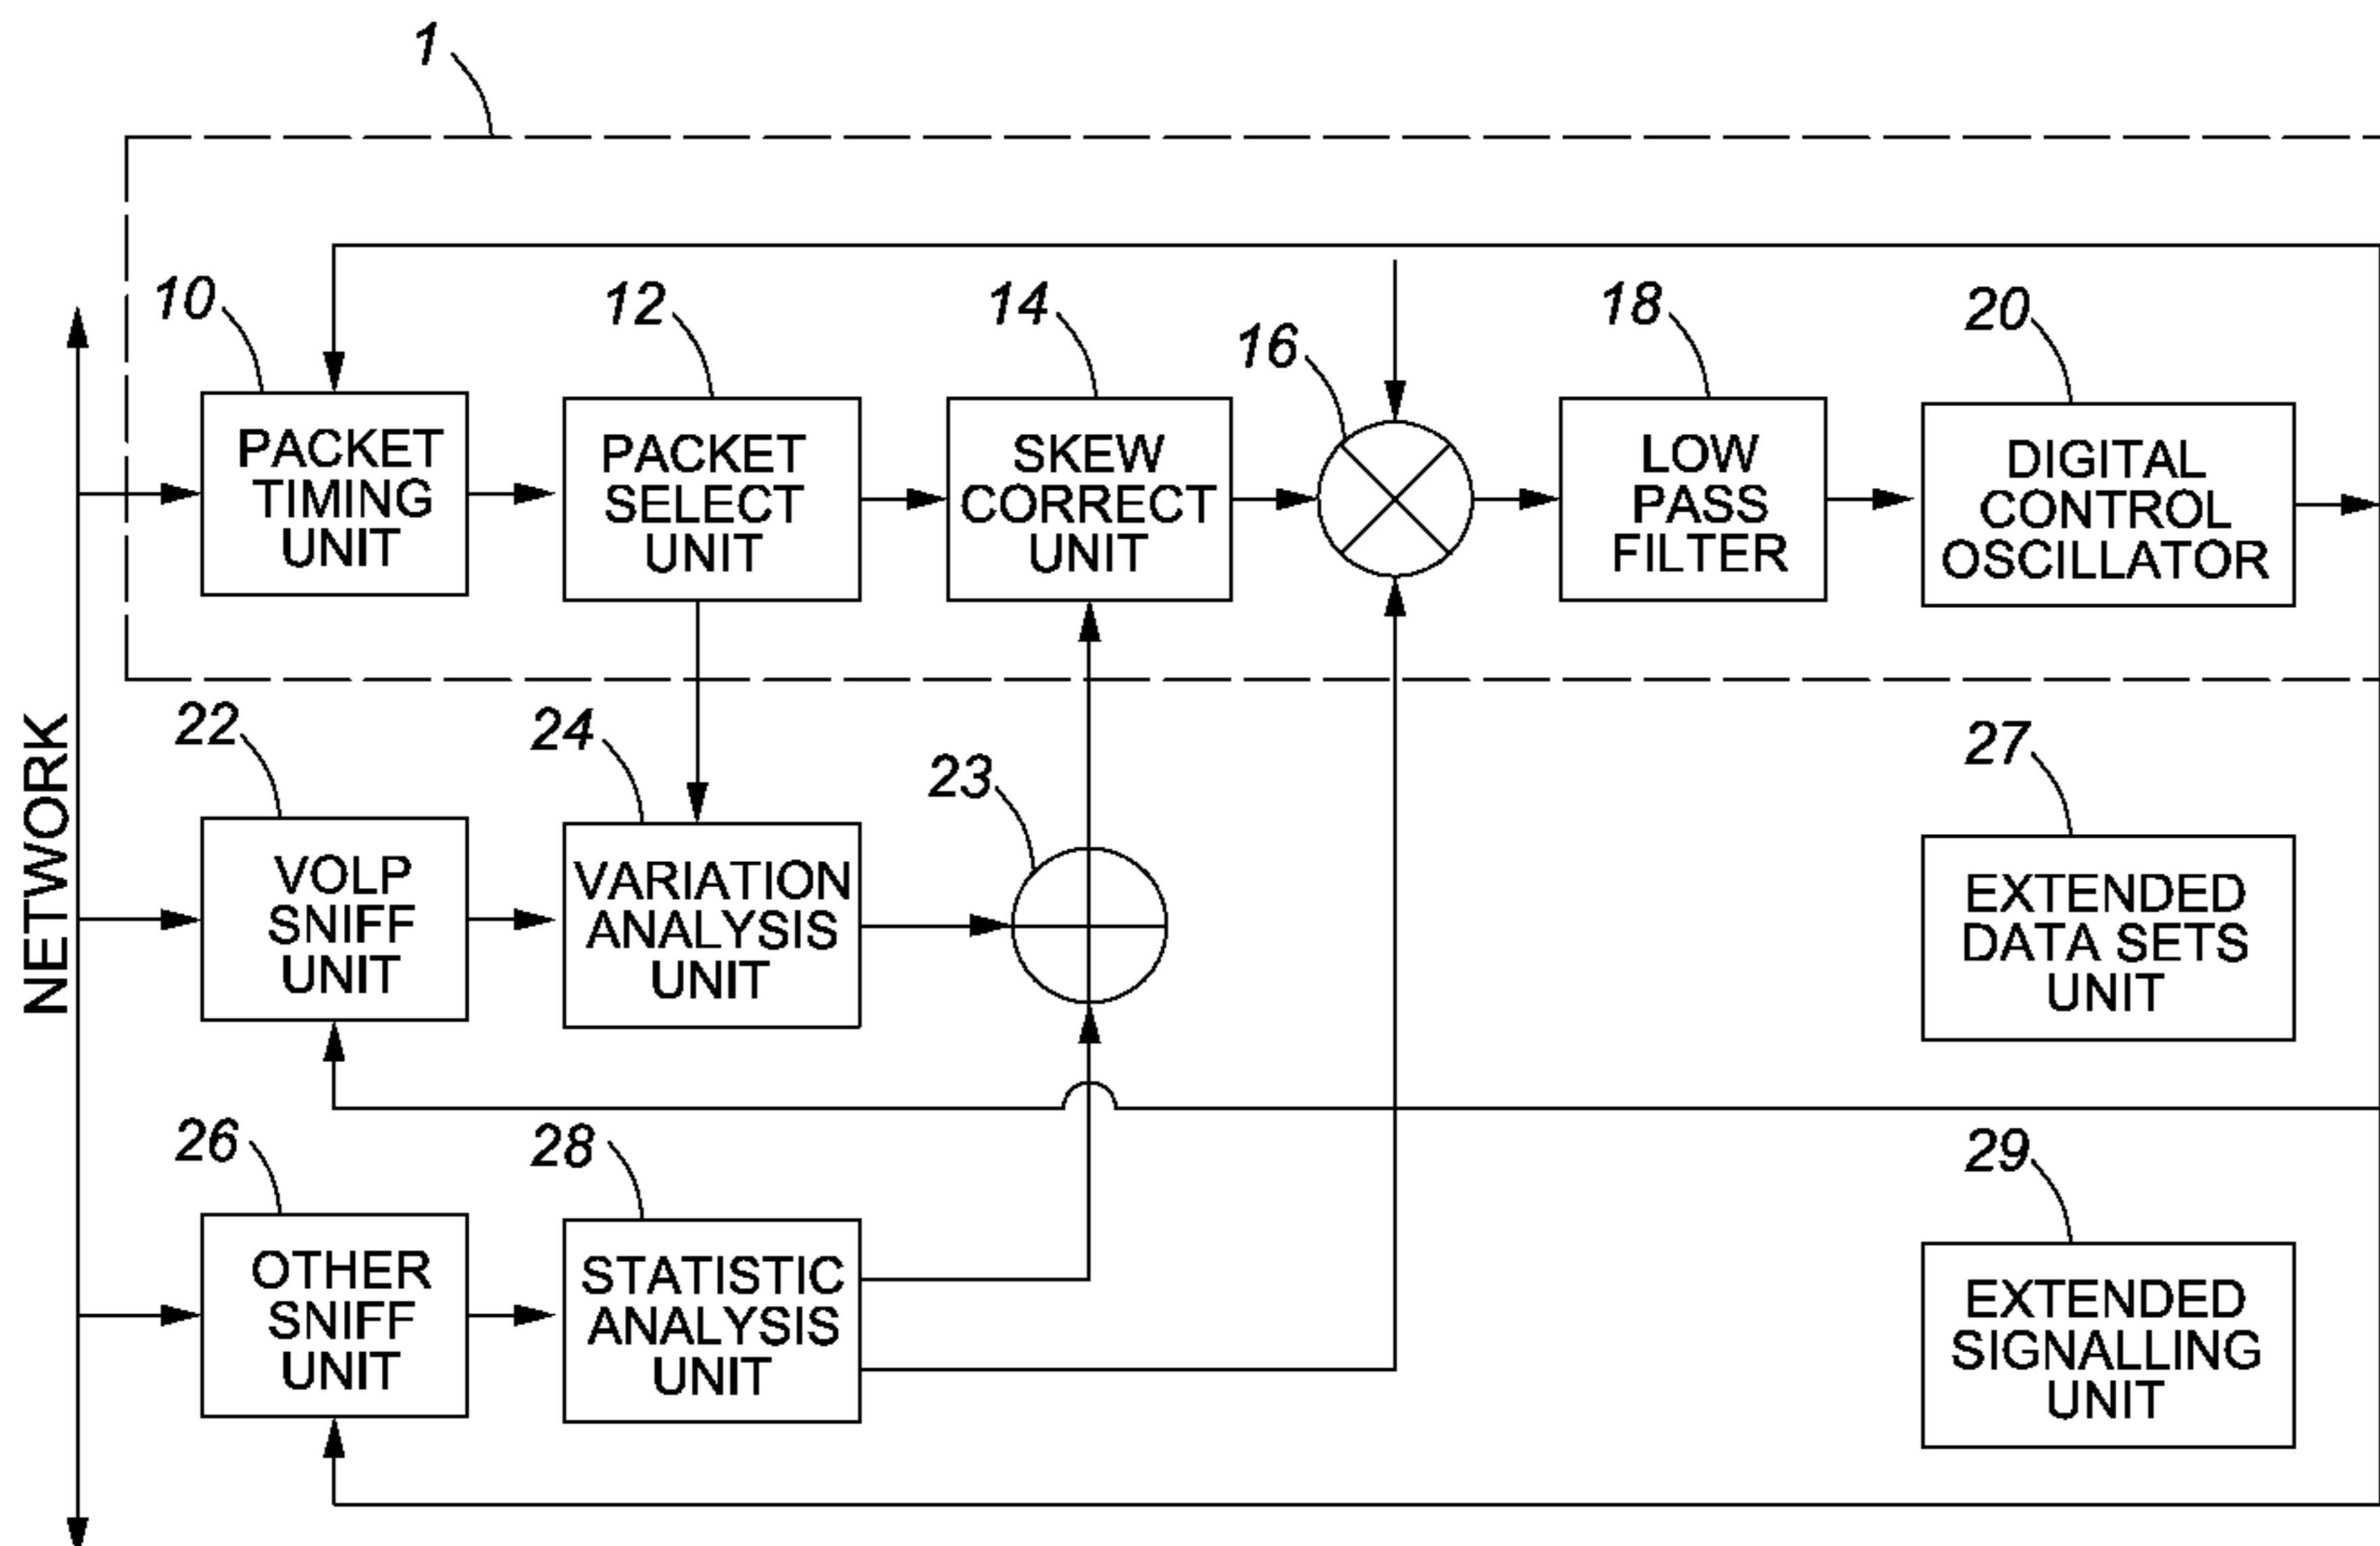 1
10
12
14
16
18
20
PACKET
TIMING
UNIT
PACKET
SELECT
UNIT
SKEW
CORRECT
UNIT
LOW
PASS
FILTER
DIGITAL
CONTROL
OSCILLATOR
NETWORK
22
24
23
27
VOLP
SNIFF
UNIT
VARIATION
ANALYSIS
UNIT
EXTENDED
DATA SETS
UNIT
26
28
29
OTHER
SNIFF
UNIT
STATISTIC
ANALYSIS
UNIT
EXTENDED
SIGNALLING
UNIT